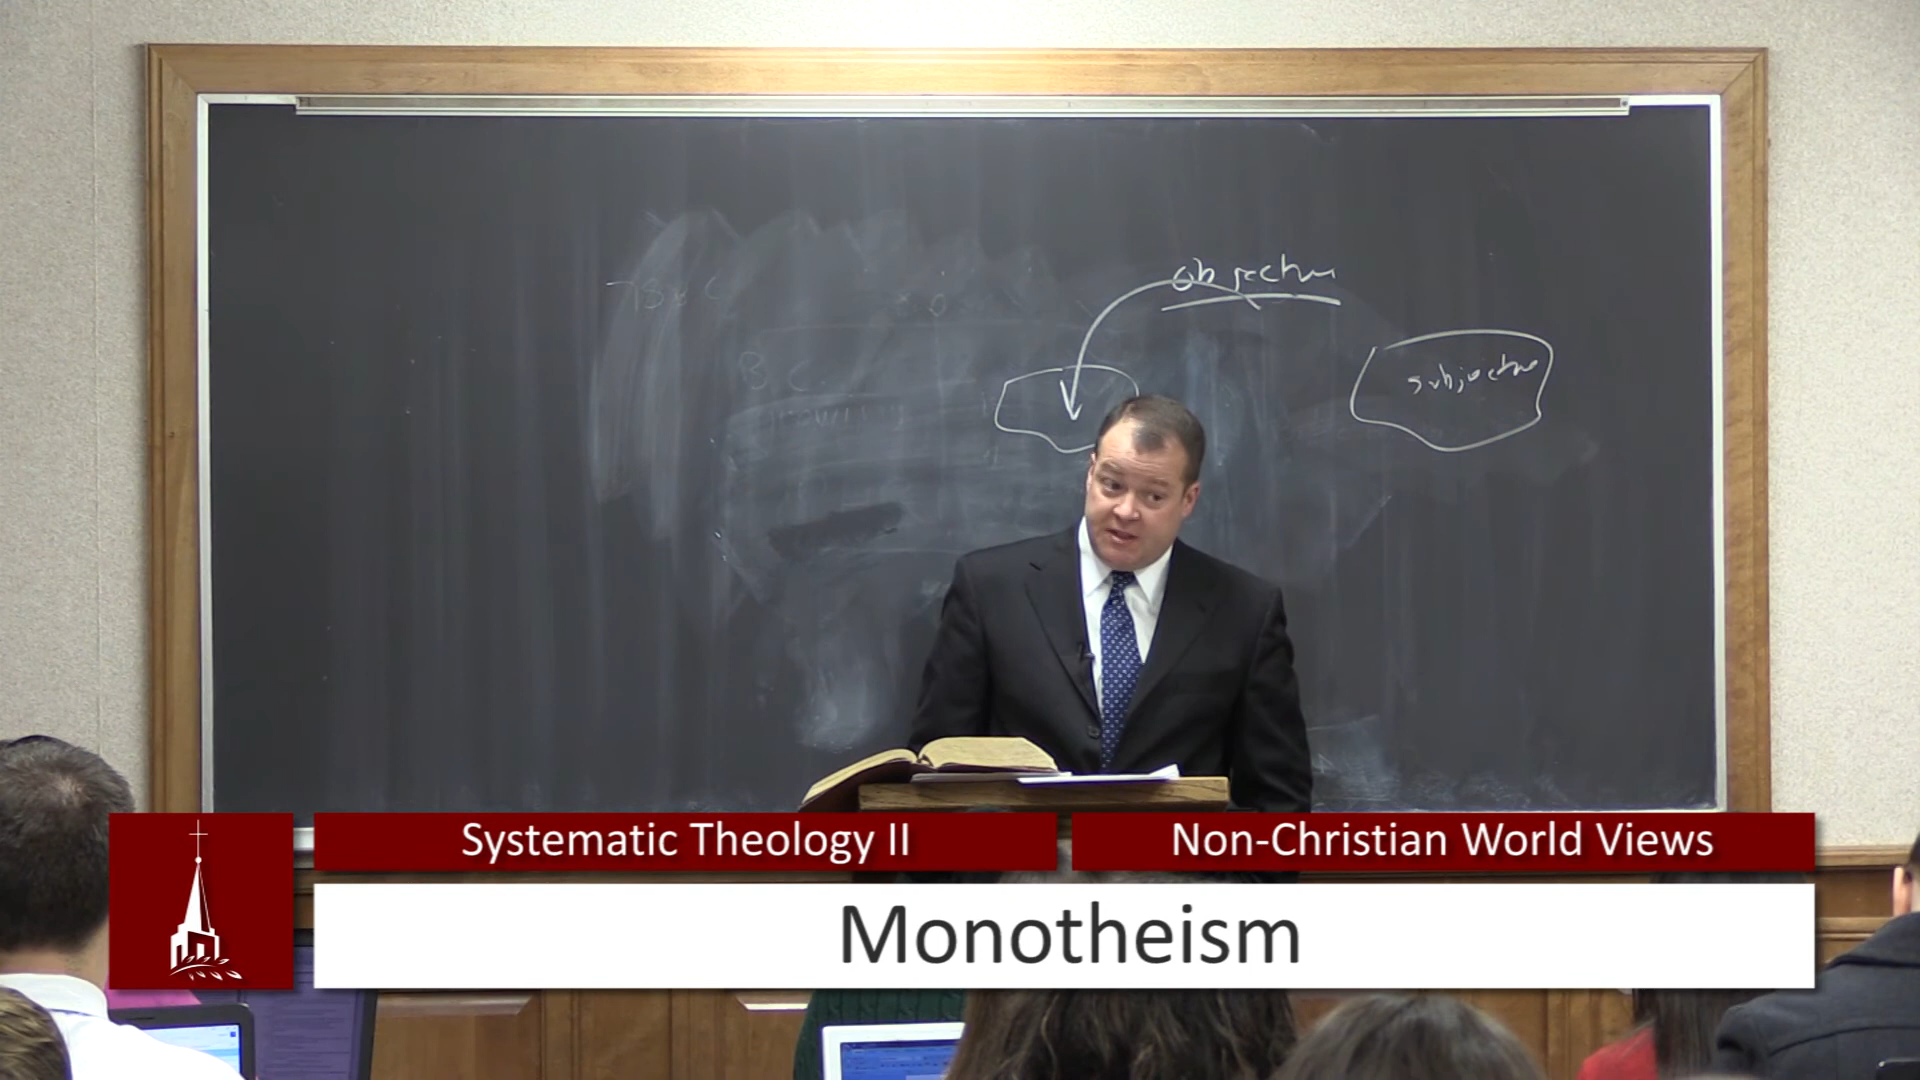 objective
subjective
B.C.
Systematic Theology II
Non-Christian World Views
Monotheism